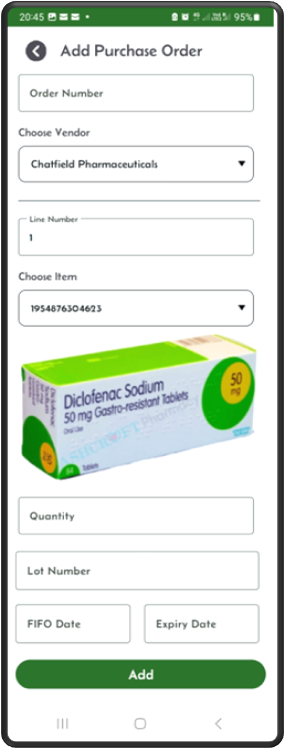 20:45
95%
Add Purchase Order
Order Number
Choose Vendor
Chatfield Pharmaceuticals
Line Number
1
Choose Item
1954876304623
Diclofenac Sodium
50 mg Gastro-resistant Tablets
Oral Use
50
mg
84 Tablets
Quantity
Lot Number
FIFO Date
Expiry Date
Add